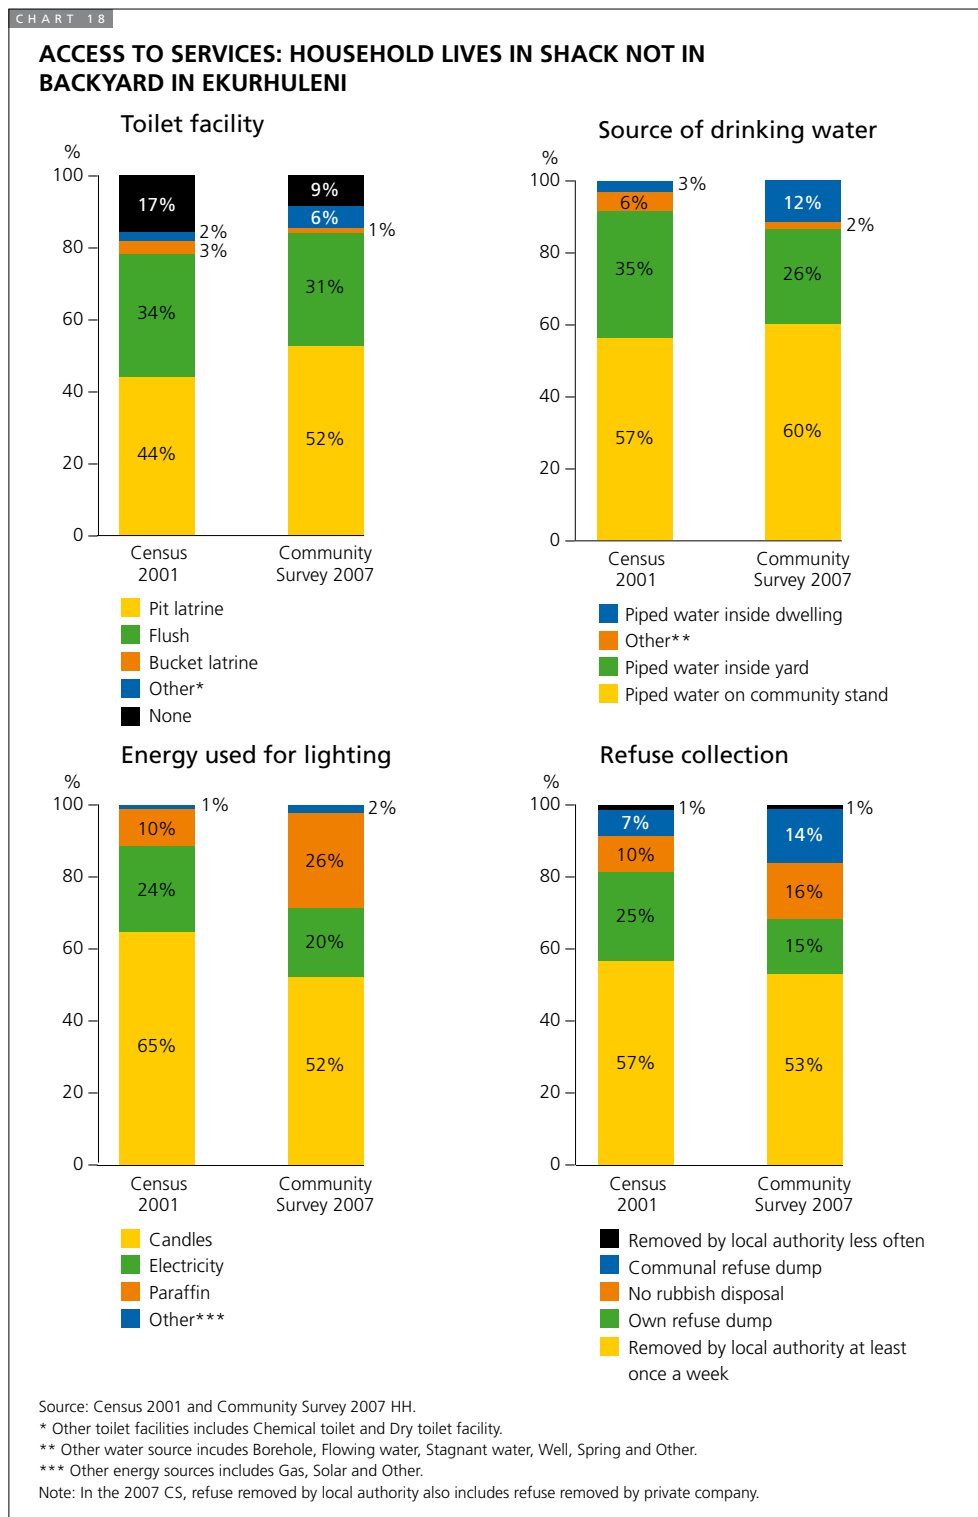 CHART 18
ACCESS TO SERVICES: HOUSEHOLD LIVES IN SHACK NOT IN
BACKYARD IN EKURHULENI
Toilet facility
%
100
80
60
40
20
0
17%
2%
3%
34%
44%
9%
6%
1%
31%
52%
Census
2001
Community
Survey 2007
Pit latrine
Flush
Bucket latrine
Other*
None
Source of drinking water
%
100
80
60
40
20
0
3%
6%
35%
57%
12%
2%
26%
60%
Census
2001
Community
Survey 2007
Piped water inside dwelling
Other**
Piped water inside yard
Piped water on community stand
Energy used for lighting
%
100
80
60
40
20
0
1%
10%
24%
65%
2%
26%
20%
52%
Census
2001
Community
Survey 2007
Candles
Electricity
Paraffin
Other***
Refuse collection
%
100
80
60
40
20
0
1%
7%
10%
25%
57%
1%
14%
16%
15%
53%
Census
2001
Community
Survey 2007
Removed by local authority less often
Communal refuse dump
No rubbish disposal
Own refuse dump
Removed by local authority at least
once a week
Source: Census 2001 and Community Survey 2007 HH.
* Other toilet facilities includes Chemical toilet and Dry toilet facility.
** Other water source incudes Borehole, Flowing water, Stagnant water, Well, Spring and Other.
*** Other energy sources includes Gas, Solar and Other.
Note: In the 2007 CS, refuse removed by local authority also includes refuse removed by private company.